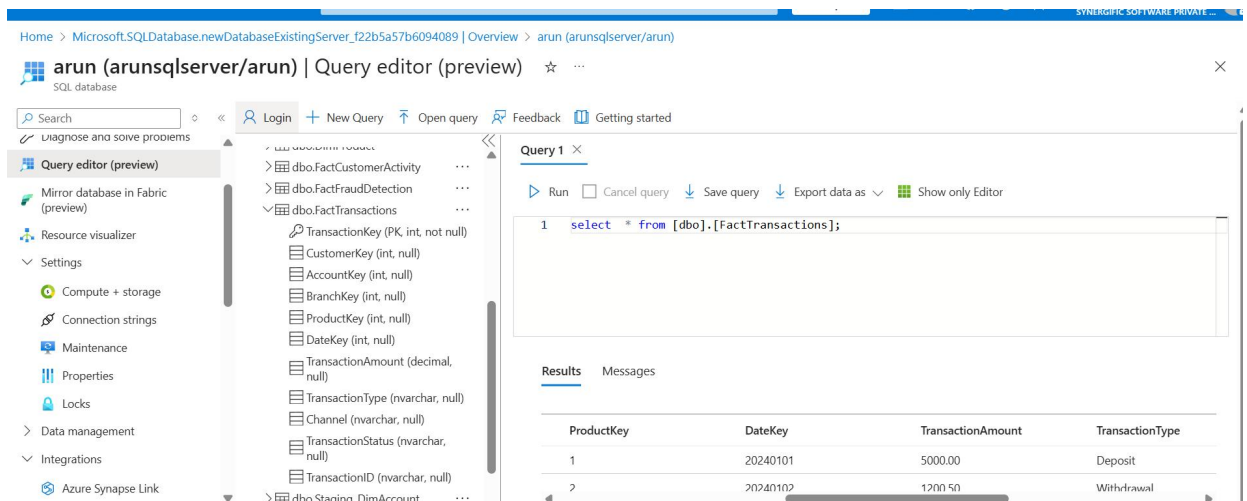 SYNERGIFIC SOFTWARE PRIVATE ...
Home > Microsoft.SQLDatabase.newDatabaseExistingServer_f22b5a57b6094089 | Overview > arun (arunsqlserver/arun)
arun (arunsqlserver/arun) | Query editor (preview)
SQL database
Search
Login
New Query
Open query
Feedback
Getting started
Diagnose and solve problems
Query editor (preview)
Mirror database in Fabric
(preview)
Resource visualizer
Settings
Compute + storage
Connection strings
Maintenance
Properties
Locks
Data management
Integrations
Azure Synapse Link
dbo.DimProduct
dbo.FactCustomerActivity
dbo.FactFraudDetection
dbo.FactTransactions
TransactionKey (PK, int, not null)
CustomerKey (int, null)
AccountKey (int, null)
BranchKey (int, null)
ProductKey (int, null)
DateKey (int, null)
TransactionAmount (decimal,
null)
TransactionType (nvarchar, null)
Channel (nvarchar, null)
TransactionStatus (nvarchar,
null)
TransactionID (nvarchar, null)
dbo.Staging_DimAccount
Query 1
Run Cancel query Save query Export data as Show only Editor
1 select * from [dbo].[FactTransactions];
Results Messages
ProductKey DateKey TransactionAmount TransactionType
1 20240101 5000.00 Deposit
2 20240102 1200.50 Withdrawal